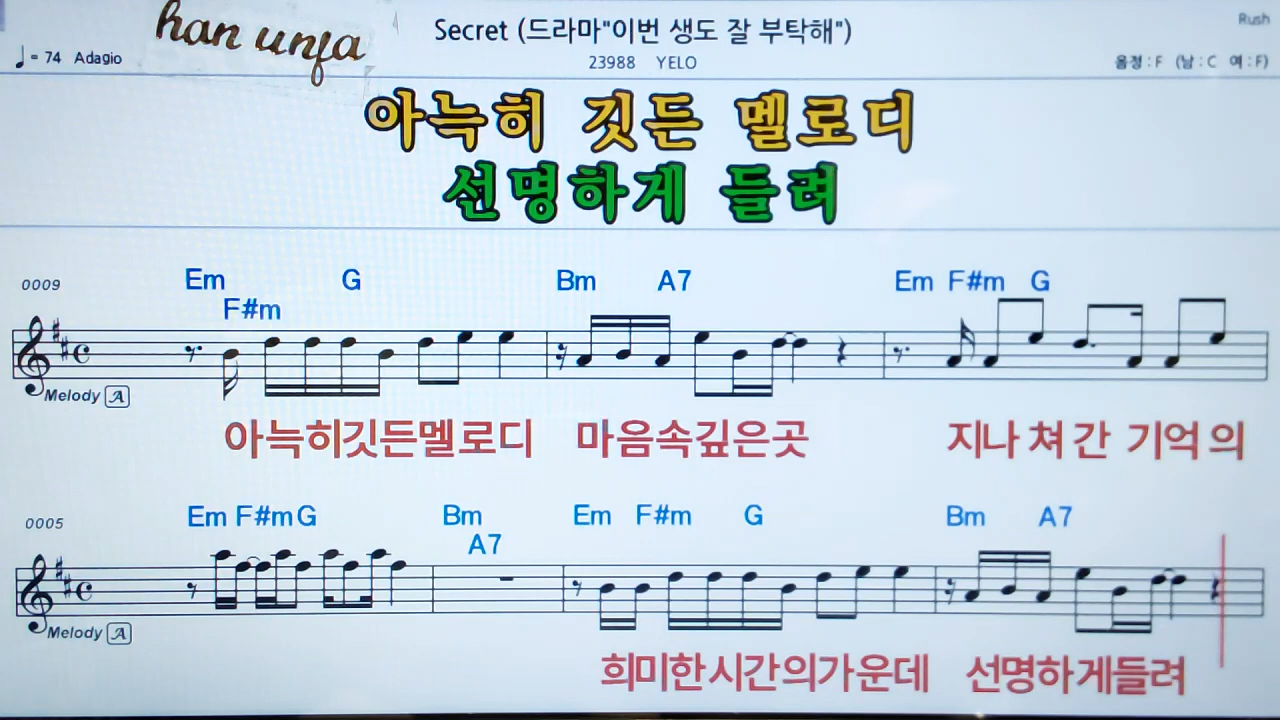 han unfa
Secret (드라마"이번 생도 잘 부탁해")
Rush
♩= 74 Adagio
23988 YELO
음정 : F (남 : C 여 : F)
아늑히 깃든 멜로디
선명하게 들려
0009
Em F#m G Bm A7 Em F#m G
Melody A
아늑히깃든멜로디 마음속깊은곳 지나 쳐 간 기억 의
0005
Em F#m G Bm A7 Em F#m G Bm A7
Melody A
희미한시간의가운데 선명하게들려